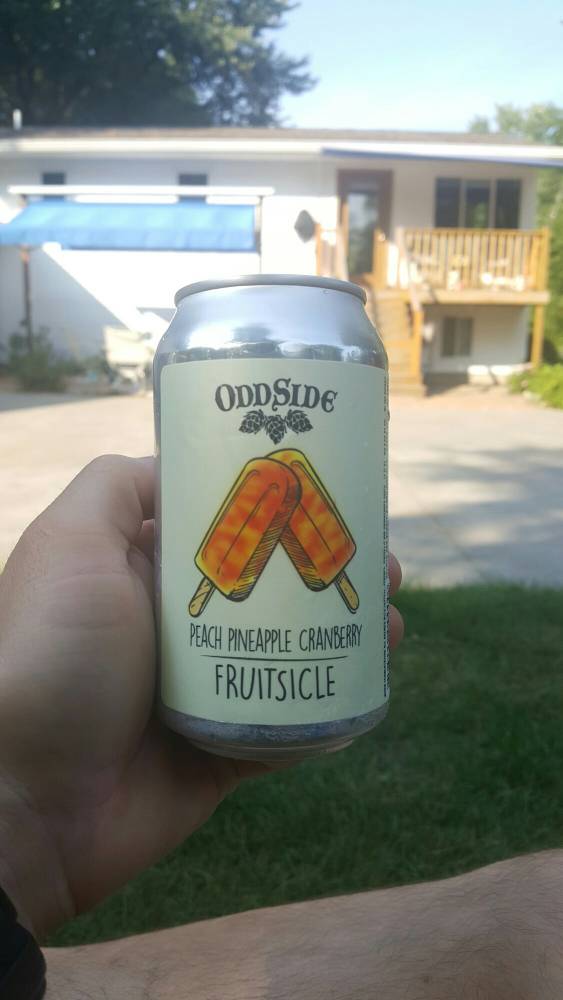 ODDSIDE
PEACH PINEAPPLE CRANBERRY
FRUITSICLE